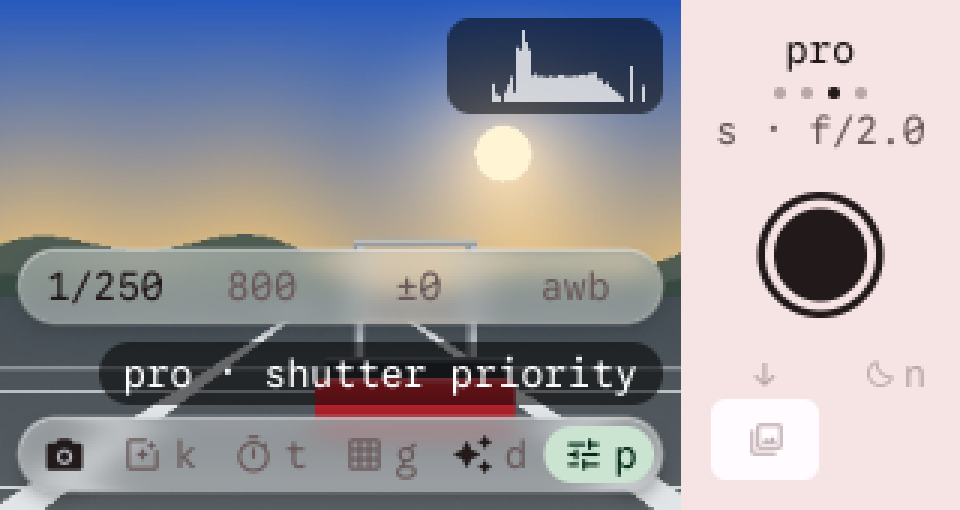 1/250 800 ±0 awb
pro · shutter priority
k t g d p
pro
s · f/2.0
n